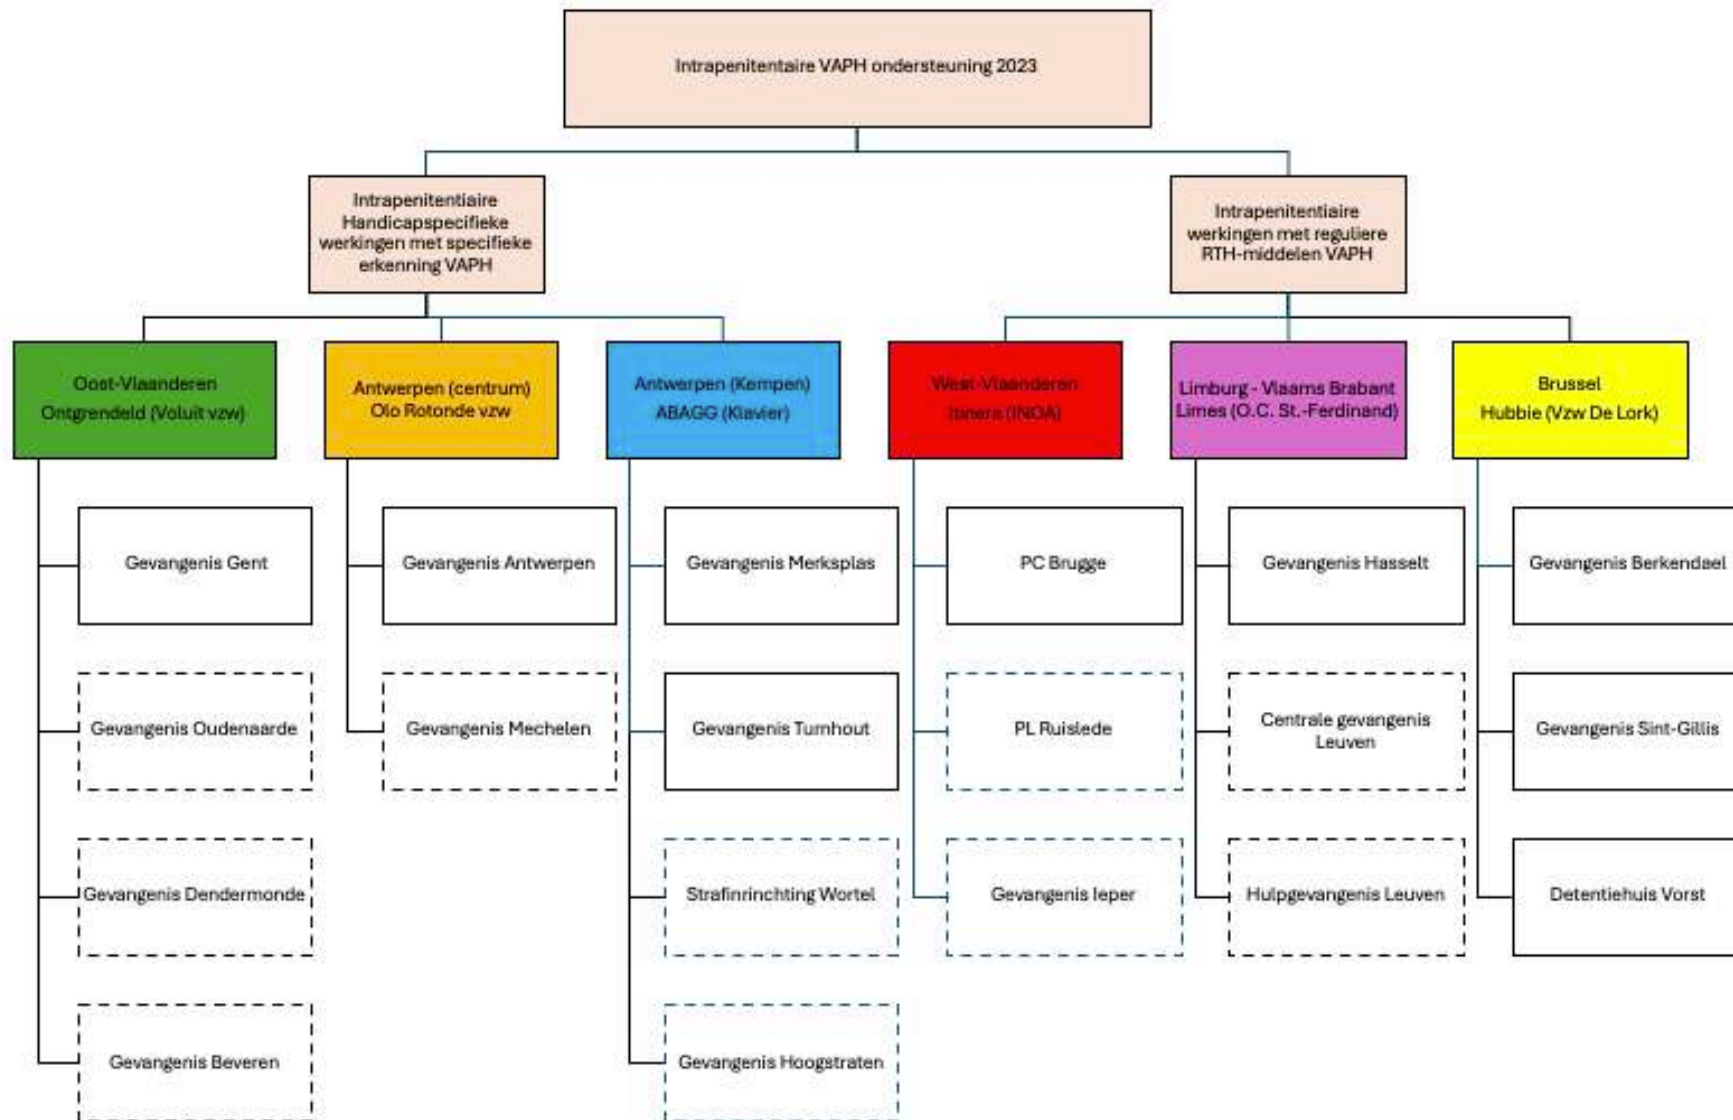 Intrapenitentaire VAPH ondersteuning 2023
Intrapenitentiaire
Handicapspecifieke
werkingen met specifieke
erkenning VAPH
Intrapenitentiaire
werkingen met reguliere
RTH-middelen VAPH
Oost-Vlaanderen
Ontgrendeld (Voluit vzw)
Antwerpen (centrum)
Olo Rotonde vzw
Antwerpen (Kempen)
ABAGG (Klavier)
West-Vlaanderen
(INOA)
Limburg - Vlaams Brabant
Limes (O.C. St.-Ferdinand)
Brussel
Hubbie (Vzw De Lork)
Gevangenis Gent
Gevangenis Antwerpen
Gevangenis Merksplas
PC Brugge
Gevangenis Hasselt
Gevangenis Berkendael
Gevangenis Oudenaarde
Gevangenis Mechelen
Gevangenis Turnhout
PL Ruislede
Centrale gevangenis
Leuven
Gevangenis Sint-Gillis
Gevangenis Dendermonde
Strafinrinchting Wortel
Gevangenis Ieper
Hulpgevangenis Leuven
Detentiehuis Vorst
Gevangenis Beveren
Gevangenis Hoogstraten